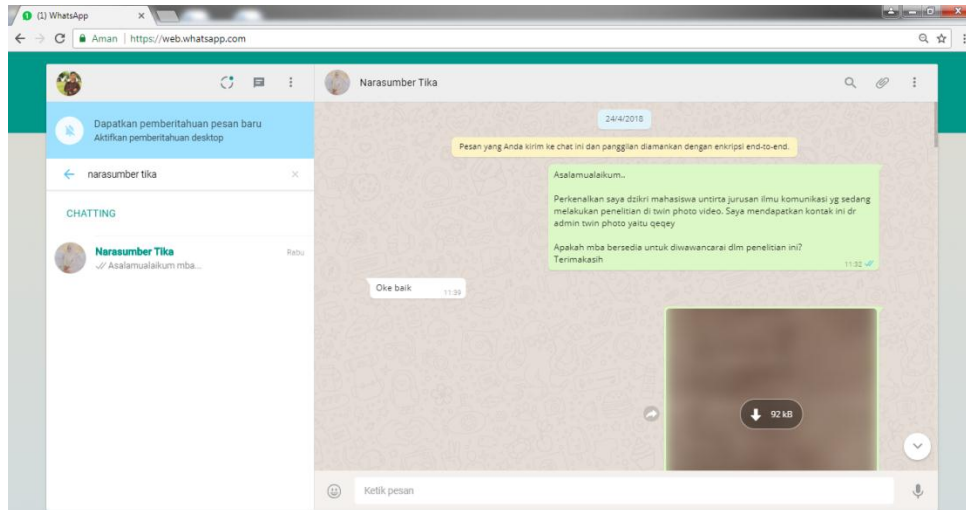 (1) WhatsApp
Aman | https://web.whatsapp.com
Narasumber Tika
Dapatkan pemberitahuan pesan baru
Aktifkan pemberitahuan desktop
narasumber tika
CHATTING
Narasumber Tika
Rabu
Asalamualaikum mba...
24/4/2018
Pesan yang Anda kirim ke chat ini dan panggilan diamankan dengan enkripsi end-to-end.
Asalamualaikum..
Perkenalkan saya dzikri mahasiswa untirta jurusan ilmu komunikasi yg sedang
melakukan penelitian di twin photo video. Saya mendapatkan kontak ini dr
admin twin photo yaitu qeqey
Apakah mba bersedia untuk diwawancarai dlm penelitian ini?
Terimakasih
11:32
Oke baik
11:39
92 kB
Ketik pesan